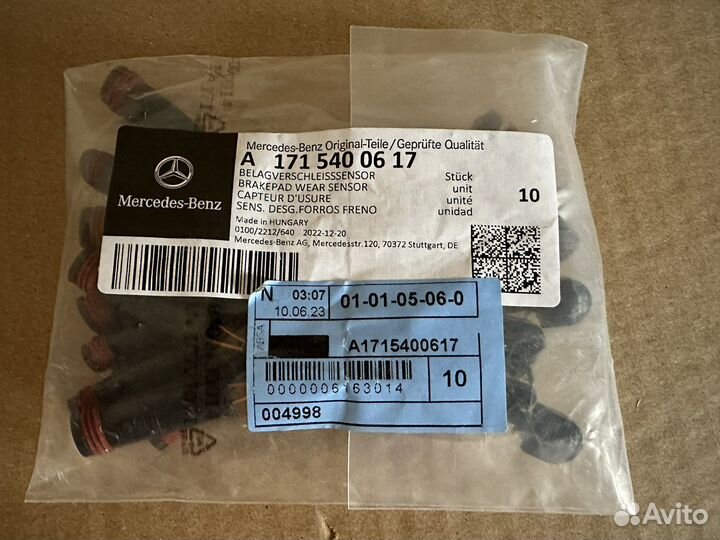 Mercedes-Benz Original-Teile/Geprüfte Qualität
A 171 540 06 17
BELAGVERSCHLEISSSENSOR Stück
BRAKEPAD WEAR SENSOR unit
CAPTEUR D'USURE unité
SENS. DESG.FORROS FRENO unidad
10
Mercedes-Benz
Made in HUNGARY
0100/2212/640 2022-12-20
Mercedes-Benz AG, Mercedesstr.120, 70372 Stuttgart, DE
N 03:07
10.06.23
01-01-05-06-0
A1715400617
0000006163014
10
004998
Avito